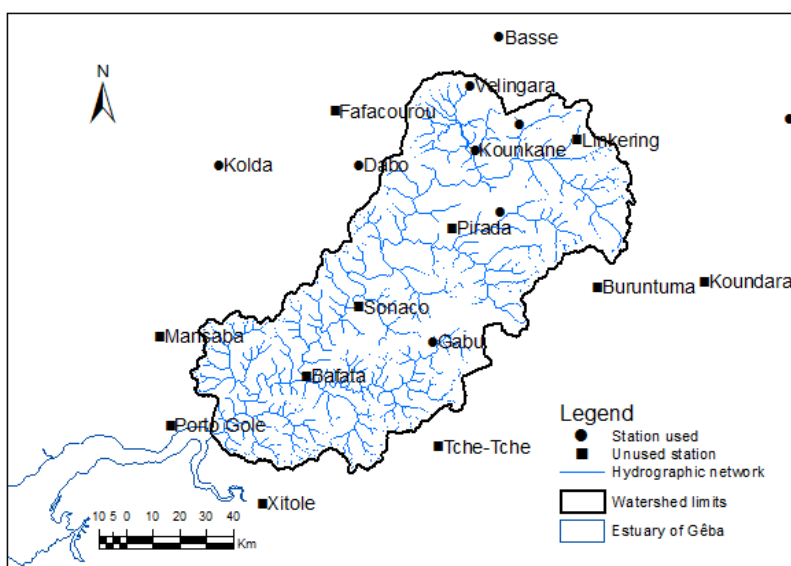 Basse
N
Velingara
Fafacourou
Linkering
Kounkane
Kolda
Dabo
Pirada
Koundara
Buruntuma
Sonaco
Mansaba
Gabu
Bafata
Legend
Porto Gole
Station used
Tche-Tche
Unused station
Hydrographic network
Xitole
Watershed limits
10 5 0 10 20 30 40
Km
Estuary of Gêba